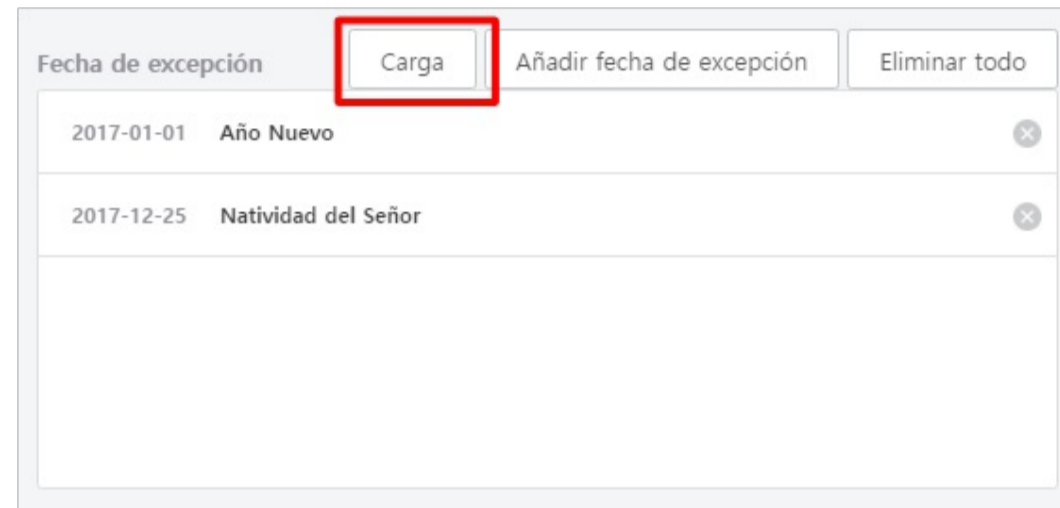 Fecha de excepción Carga Añadir fecha de excepción Eliminar todo
2017-01-01 Año Nuevo
2017-12-25 Natividad del Señor